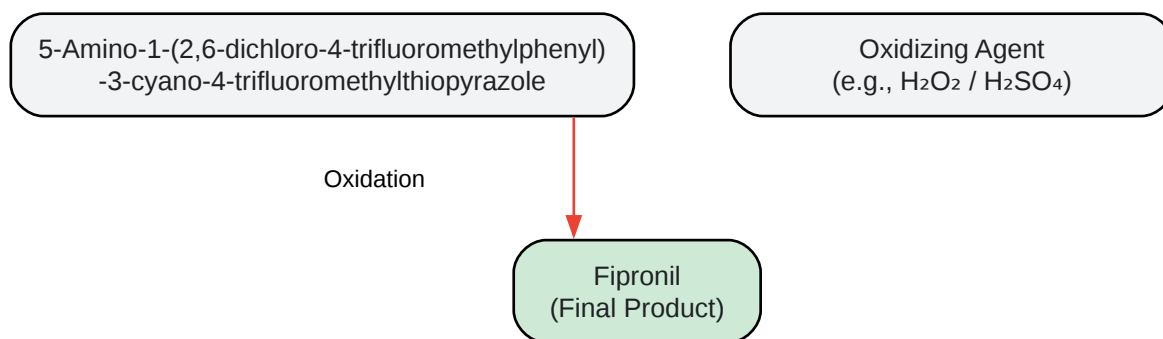 5-Amino-1-(2,6-dichloro-4-trifluoromethylphenyl)
-3-cyano-4-trifluoromethylthiopyrazole
Oxidizing Agent
(e.g., H₂O₂ / H₂SO₄)
Oxidation
Fipronil
(Final Product)